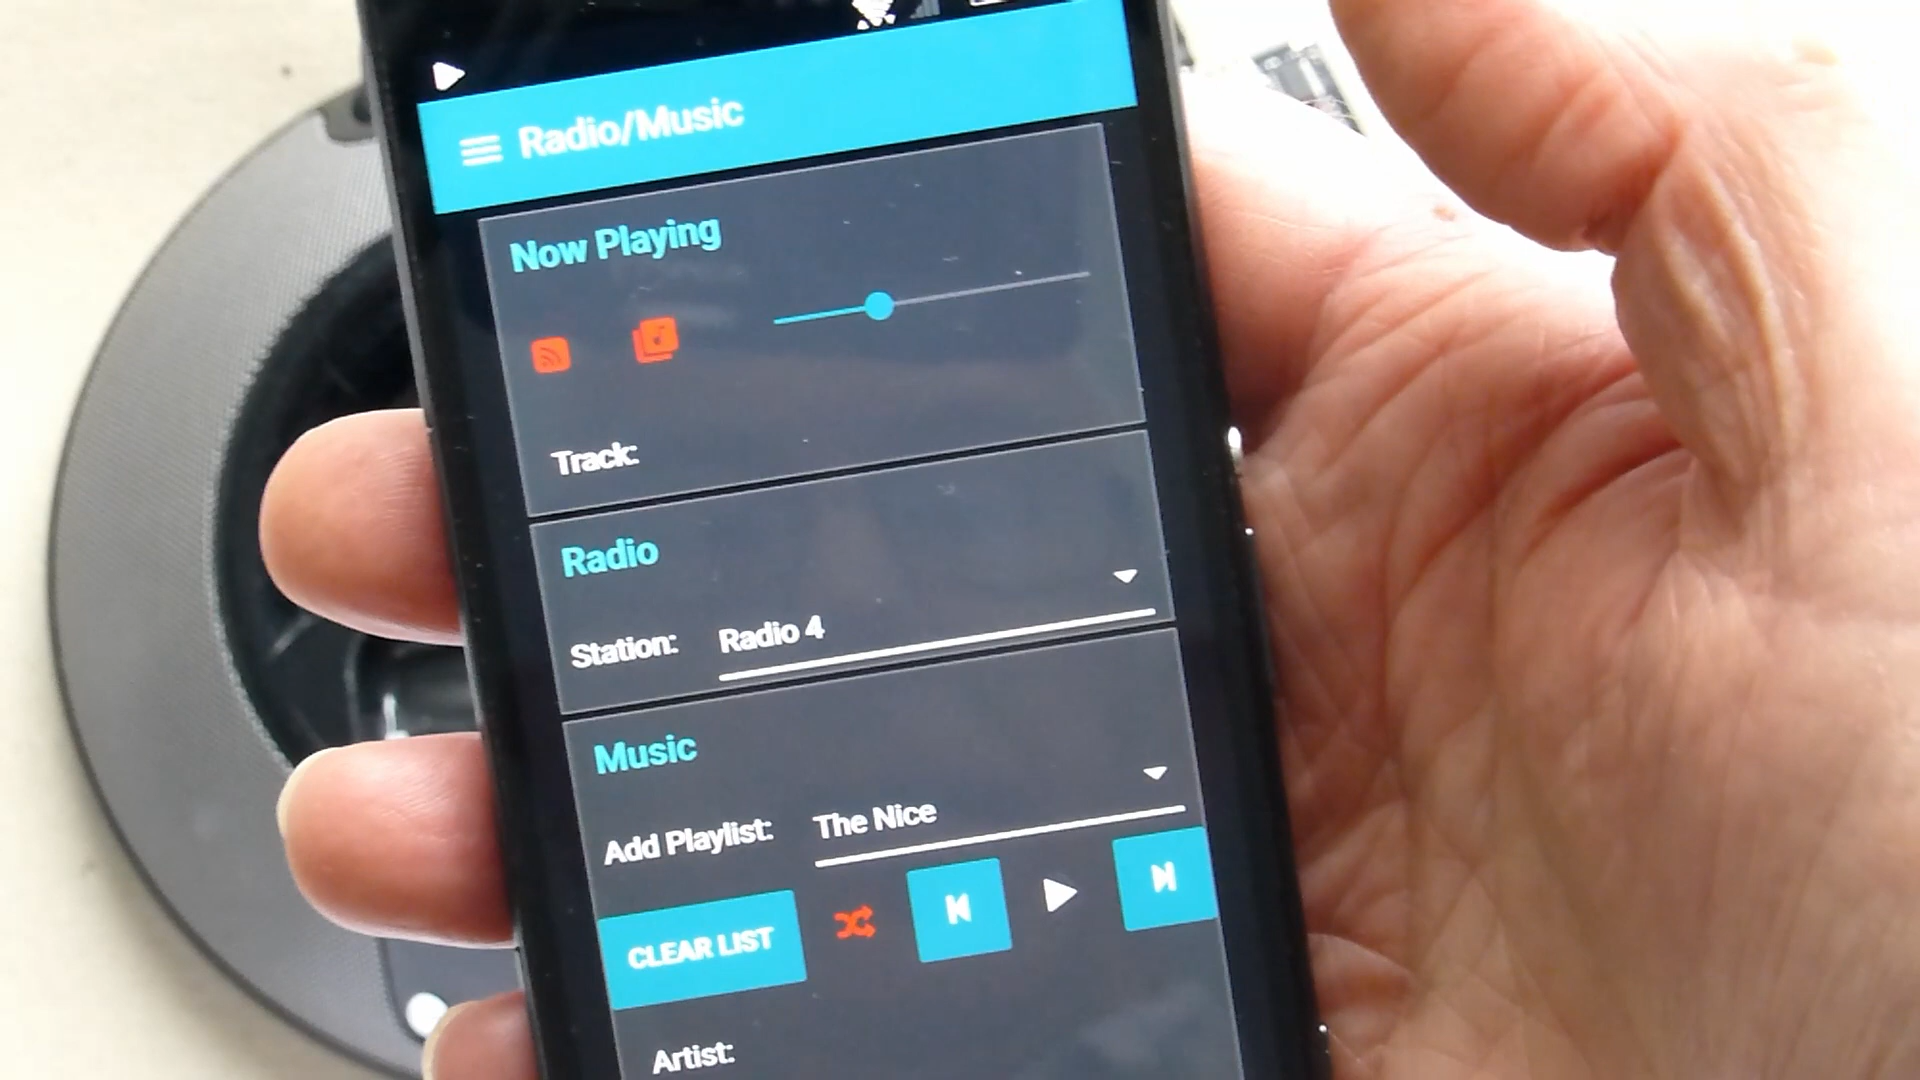 Radio/Music
Now Playing
Track:
Radio
Station: Radio 4
Music
Add Playlist: The Nice
CLEAR LIST
Artist: